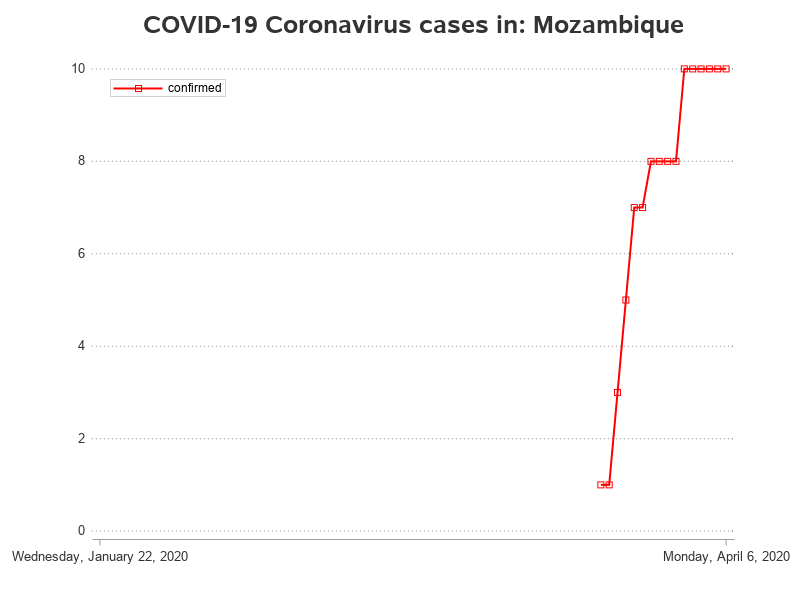 COVID-19 Coronavirus cases in: Mozambique
10
confirmed
8
6
4
2
0
Wednesday, January 22, 2020
Monday, April 6, 2020